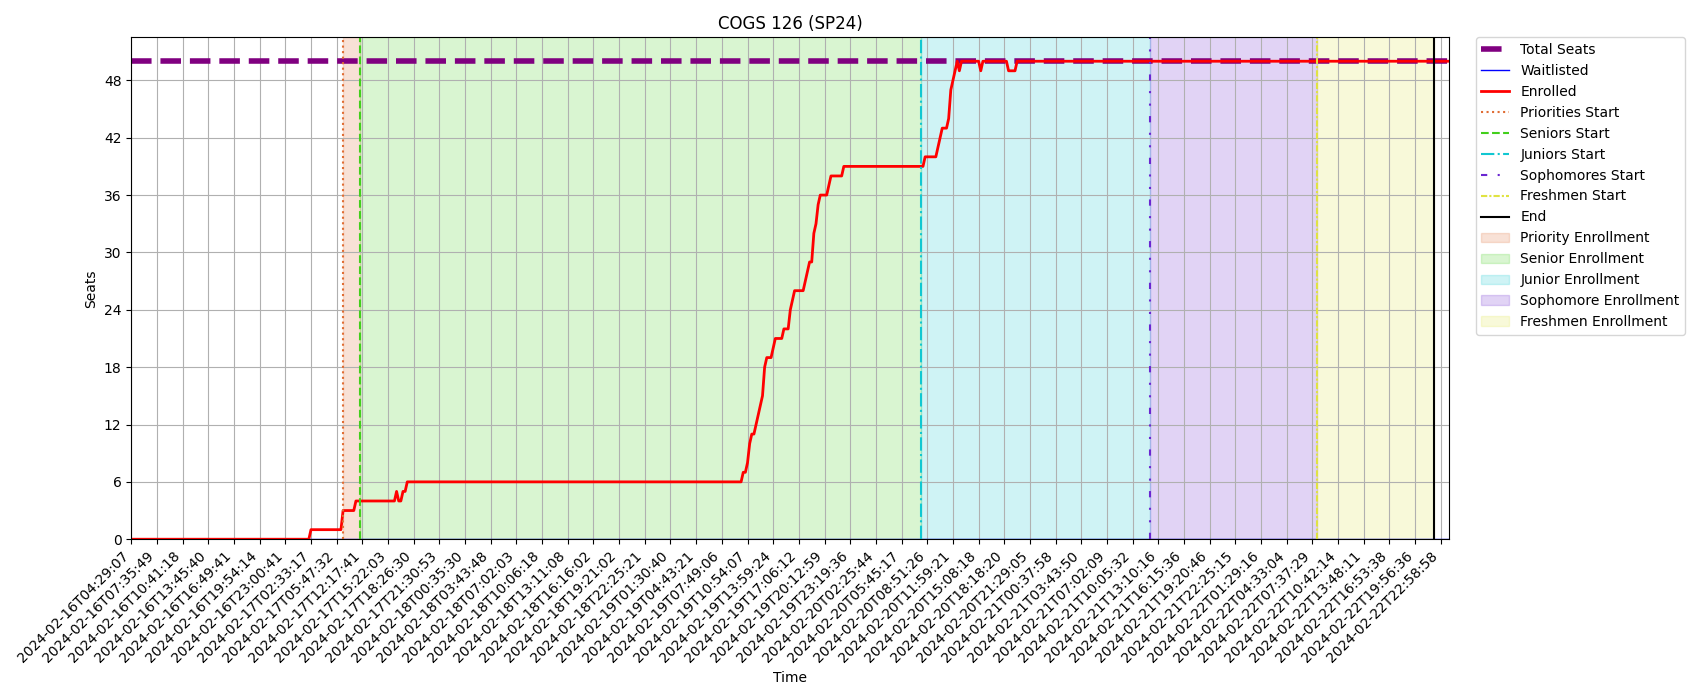 COGS 126 (SP24)
Total Seats
Waitlisted
Enrolled
Priorities Start
Seniors Start
Juniors Start
Sophomores Start
Freshmen Start
End
Priority Enrollment
Senior Enrollment
Junior Enrollment
Sophomore Enrollment
Freshmen Enrollment
Seats
48
42
36
30
24
18
12
6
0
2024-02-16T04:29:07
2024-02-16T07:35:49
2024-02-16T10:41:18
2024-02-16T13:45:40
2024-02-16T16:49:41
2024-02-16T19:54:14
2024-02-16T23:00:41
2024-02-17T02:33:17
2024-02-17T05:47:32
2024-02-17T12:17:41
2024-02-17T15:22:03
2024-02-17T18:26:30
2024-02-17T21:30:53
2024-02-18T00:35:30
2024-02-18T03:43:48
2024-02-18T07:02:03
2024-02-18T10:06:18
2024-02-18T13:11:08
2024-02-18T16:16:02
2024-02-18T19:21:02
2024-02-18T22:25:21
2024-02-19T01:30:40
2024-02-19T04:43:21
2024-02-19T07:49:06
2024-02-19T10:54:07
2024-02-19T13:59:24
2024-02-19T17:06:12
2024-02-19T20:12:59
2024-02-19T23:19:36
2024-02-20T02:25:44
2024-02-20T05:45:17
2024-02-20T08:51:26
2024-02-20T11:59:21
2024-02-20T15:08:18
2024-02-20T18:18:20
2024-02-20T21:29:05
2024-02-21T00:37:58
2024-02-21T03:43:50
2024-02-21T07:02:09
2024-02-21T10:05:32
2024-02-21T13:10:16
2024-02-21T16:15:36
2024-02-21T19:20:46
2024-02-21T22:25:15
2024-02-22T01:29:16
2024-02-22T04:33:04
2024-02-22T07:37:29
2024-02-22T10:42:14
2024-02-22T13:48:11
2024-02-22T16:53:38
2024-02-22T19:56:36
2024-02-22T22:58:58
Time